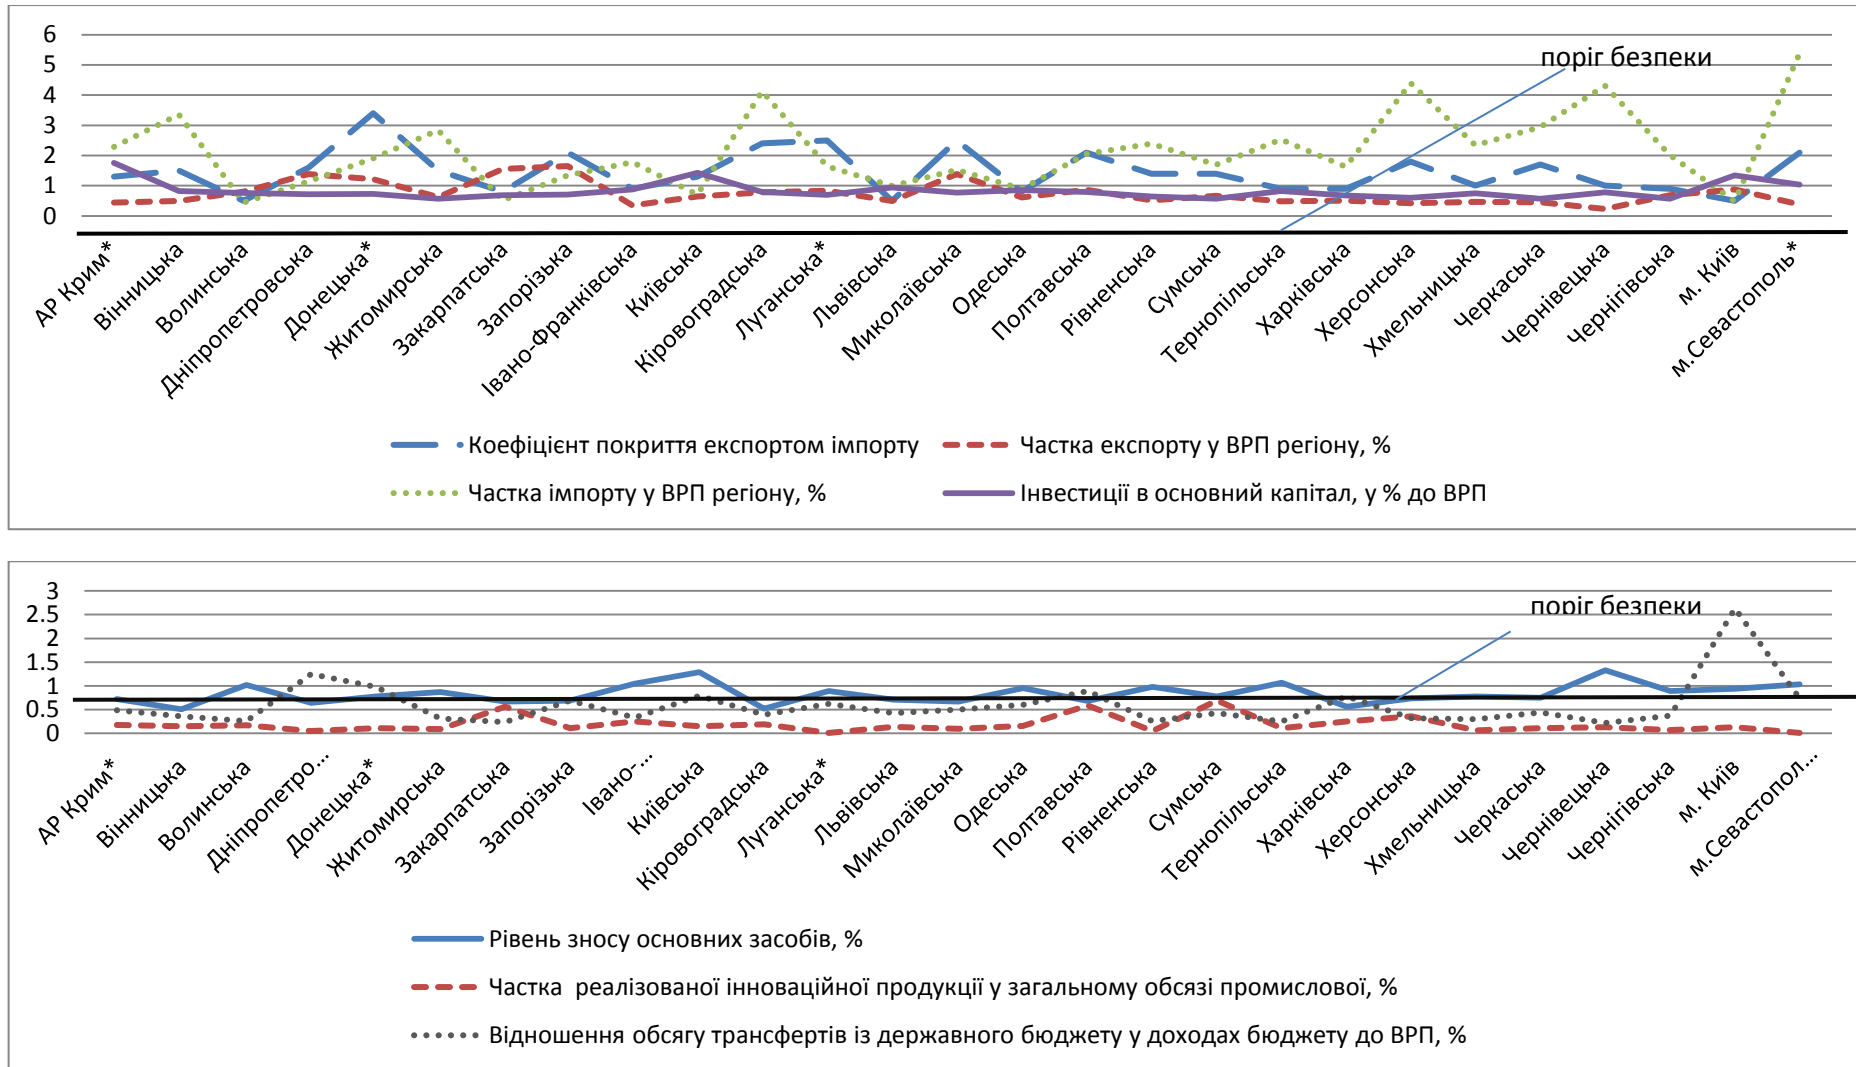 6
5
4
3
2
1
0
поріг безпеки
АР Крим*
Вінницька
Волинська
Дніпропетровська
Донецька*
Житомирська
Закарпатська
Запорізька
Івано-Франківська
Київська
Кіровоградська
Луганська*
Львівська
Миколаївська
Одеська
Полтавська
Рівненська
Сумська
Тернопільська
Харківська
Херсонська
Хмельницька
Черкаська
Чернівецька
Чернігівська
м. Київ
м.Севастополь*
Коефіцієнт покриття експортом імпорту
Частка експорту у ВРП регіону, %
Частка імпорту у ВРП регіону, %
Інвестиції в основний капітал, у % до ВРП
3
2.5
2
1.5
1
0.5
0
поріг безпеки
АР Крим*
Вінницька
Волинська
Дніпропетро...
Донецька*
Житомирська
Закарпатська
Запорізька
Івано-...
Київська
Кіровоградська
Луганська*
Львівська
Миколаївська
Одеська
Полтавська
Рівненська
Сумська
Тернопільська
Харківська
Херсонська
Хмельницька
Черкаська
Чернівецька
Чернігівська
м. Київ
м.Севастопол...
Рівень зносу основних засобів, %
Частка реалізованої інноваційної продукції у загальному обсязі промислової, %
Відношення обсягу трансфертів із державного бюджету у доходах бюджету до ВРП, %